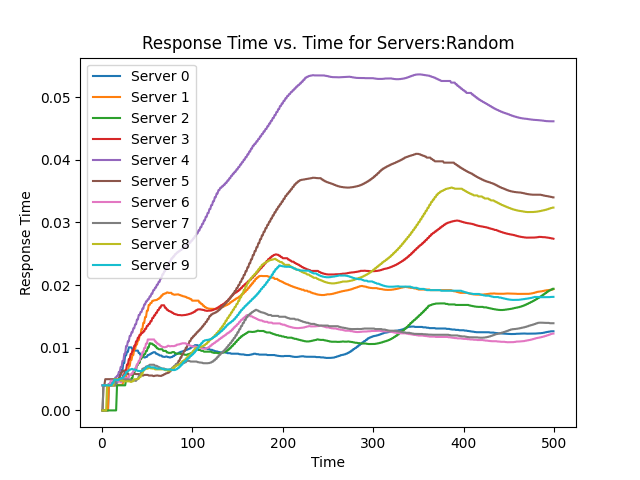 Response Time vs. Time for Servers:Random
Response Time
0.05
0.04
0.03
0.02
0.01
0.00
Server 0
Server 1
Server 2
Server 3
Server 4
Server 5
Server 6
Server 7
Server 8
Server 9
0
100
200
300
400
500
Time